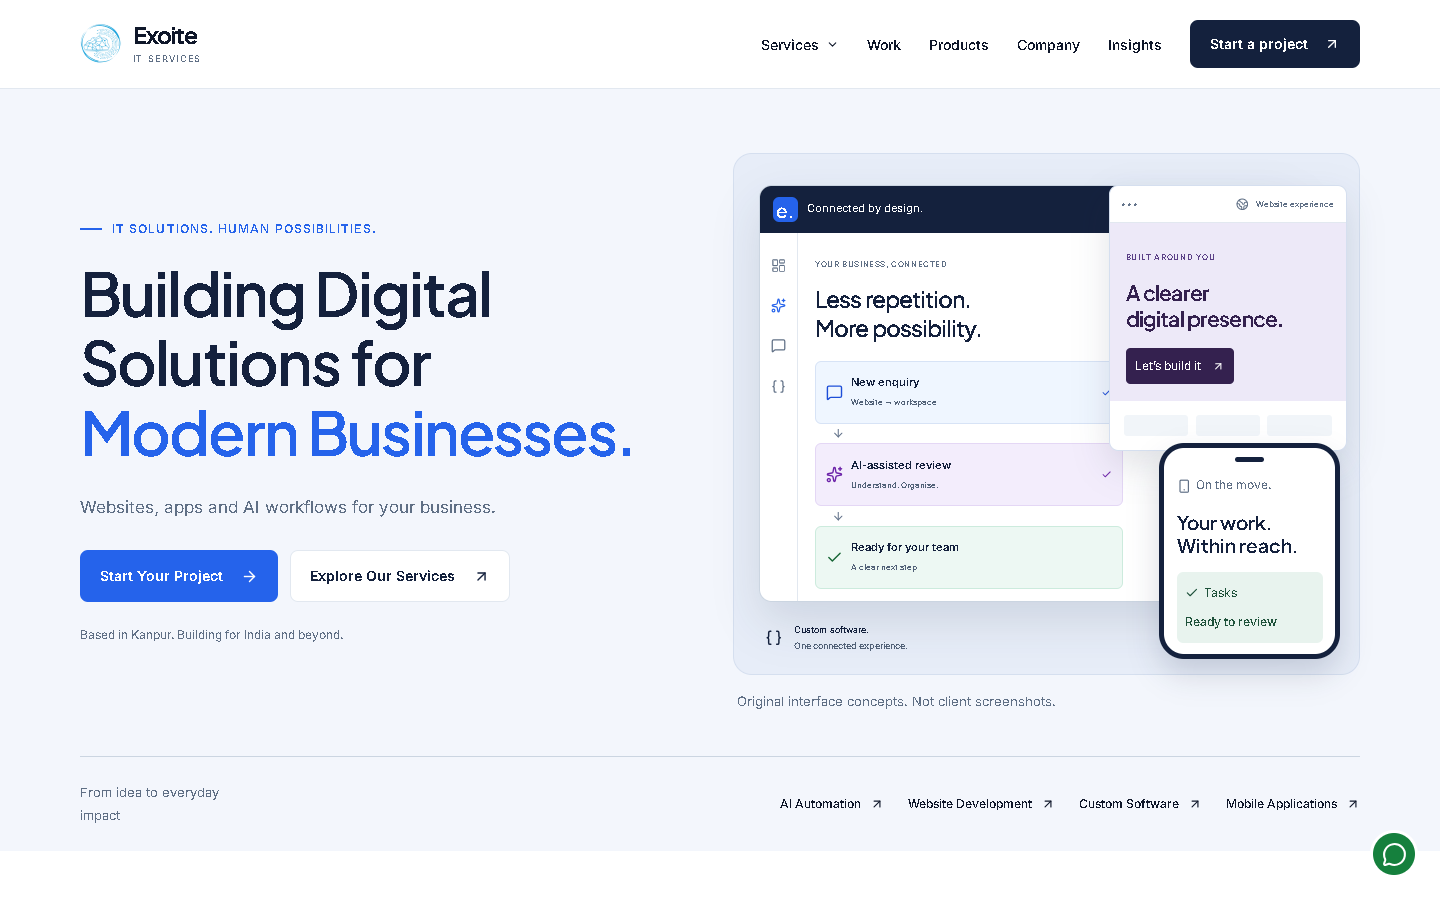 Exoite
IT SERVICES
Services
Work
Products
Company
Insights
Start a project
IT SOLUTIONS. HUMAN POSSIBILITIES.
Building Digital
Solutions for
Modern Businesses.
Websites, apps and AI workflows for your business.
Start Your Project
Explore Our Services
Based in Kanpur. Building for India and beyond.
e.
Connected by design.
YOUR BUSINESS, CONNECTED
Less repetition.
More possibility.
New enquiry
Website → workspace
AI-assisted review
Understand. Organise.
Ready for your team
A clear next step
Website experience
BUILT AROUND YOU
A clearer
digital presence.
Let's build it
On the move.
Your work.
Within reach.
Tasks
Ready to review
Custom software.
One connected experience.
Original interface concepts. Not client screenshots.
From idea to everyday
impact
AI Automation
Website Development
Custom Software
Mobile Applications